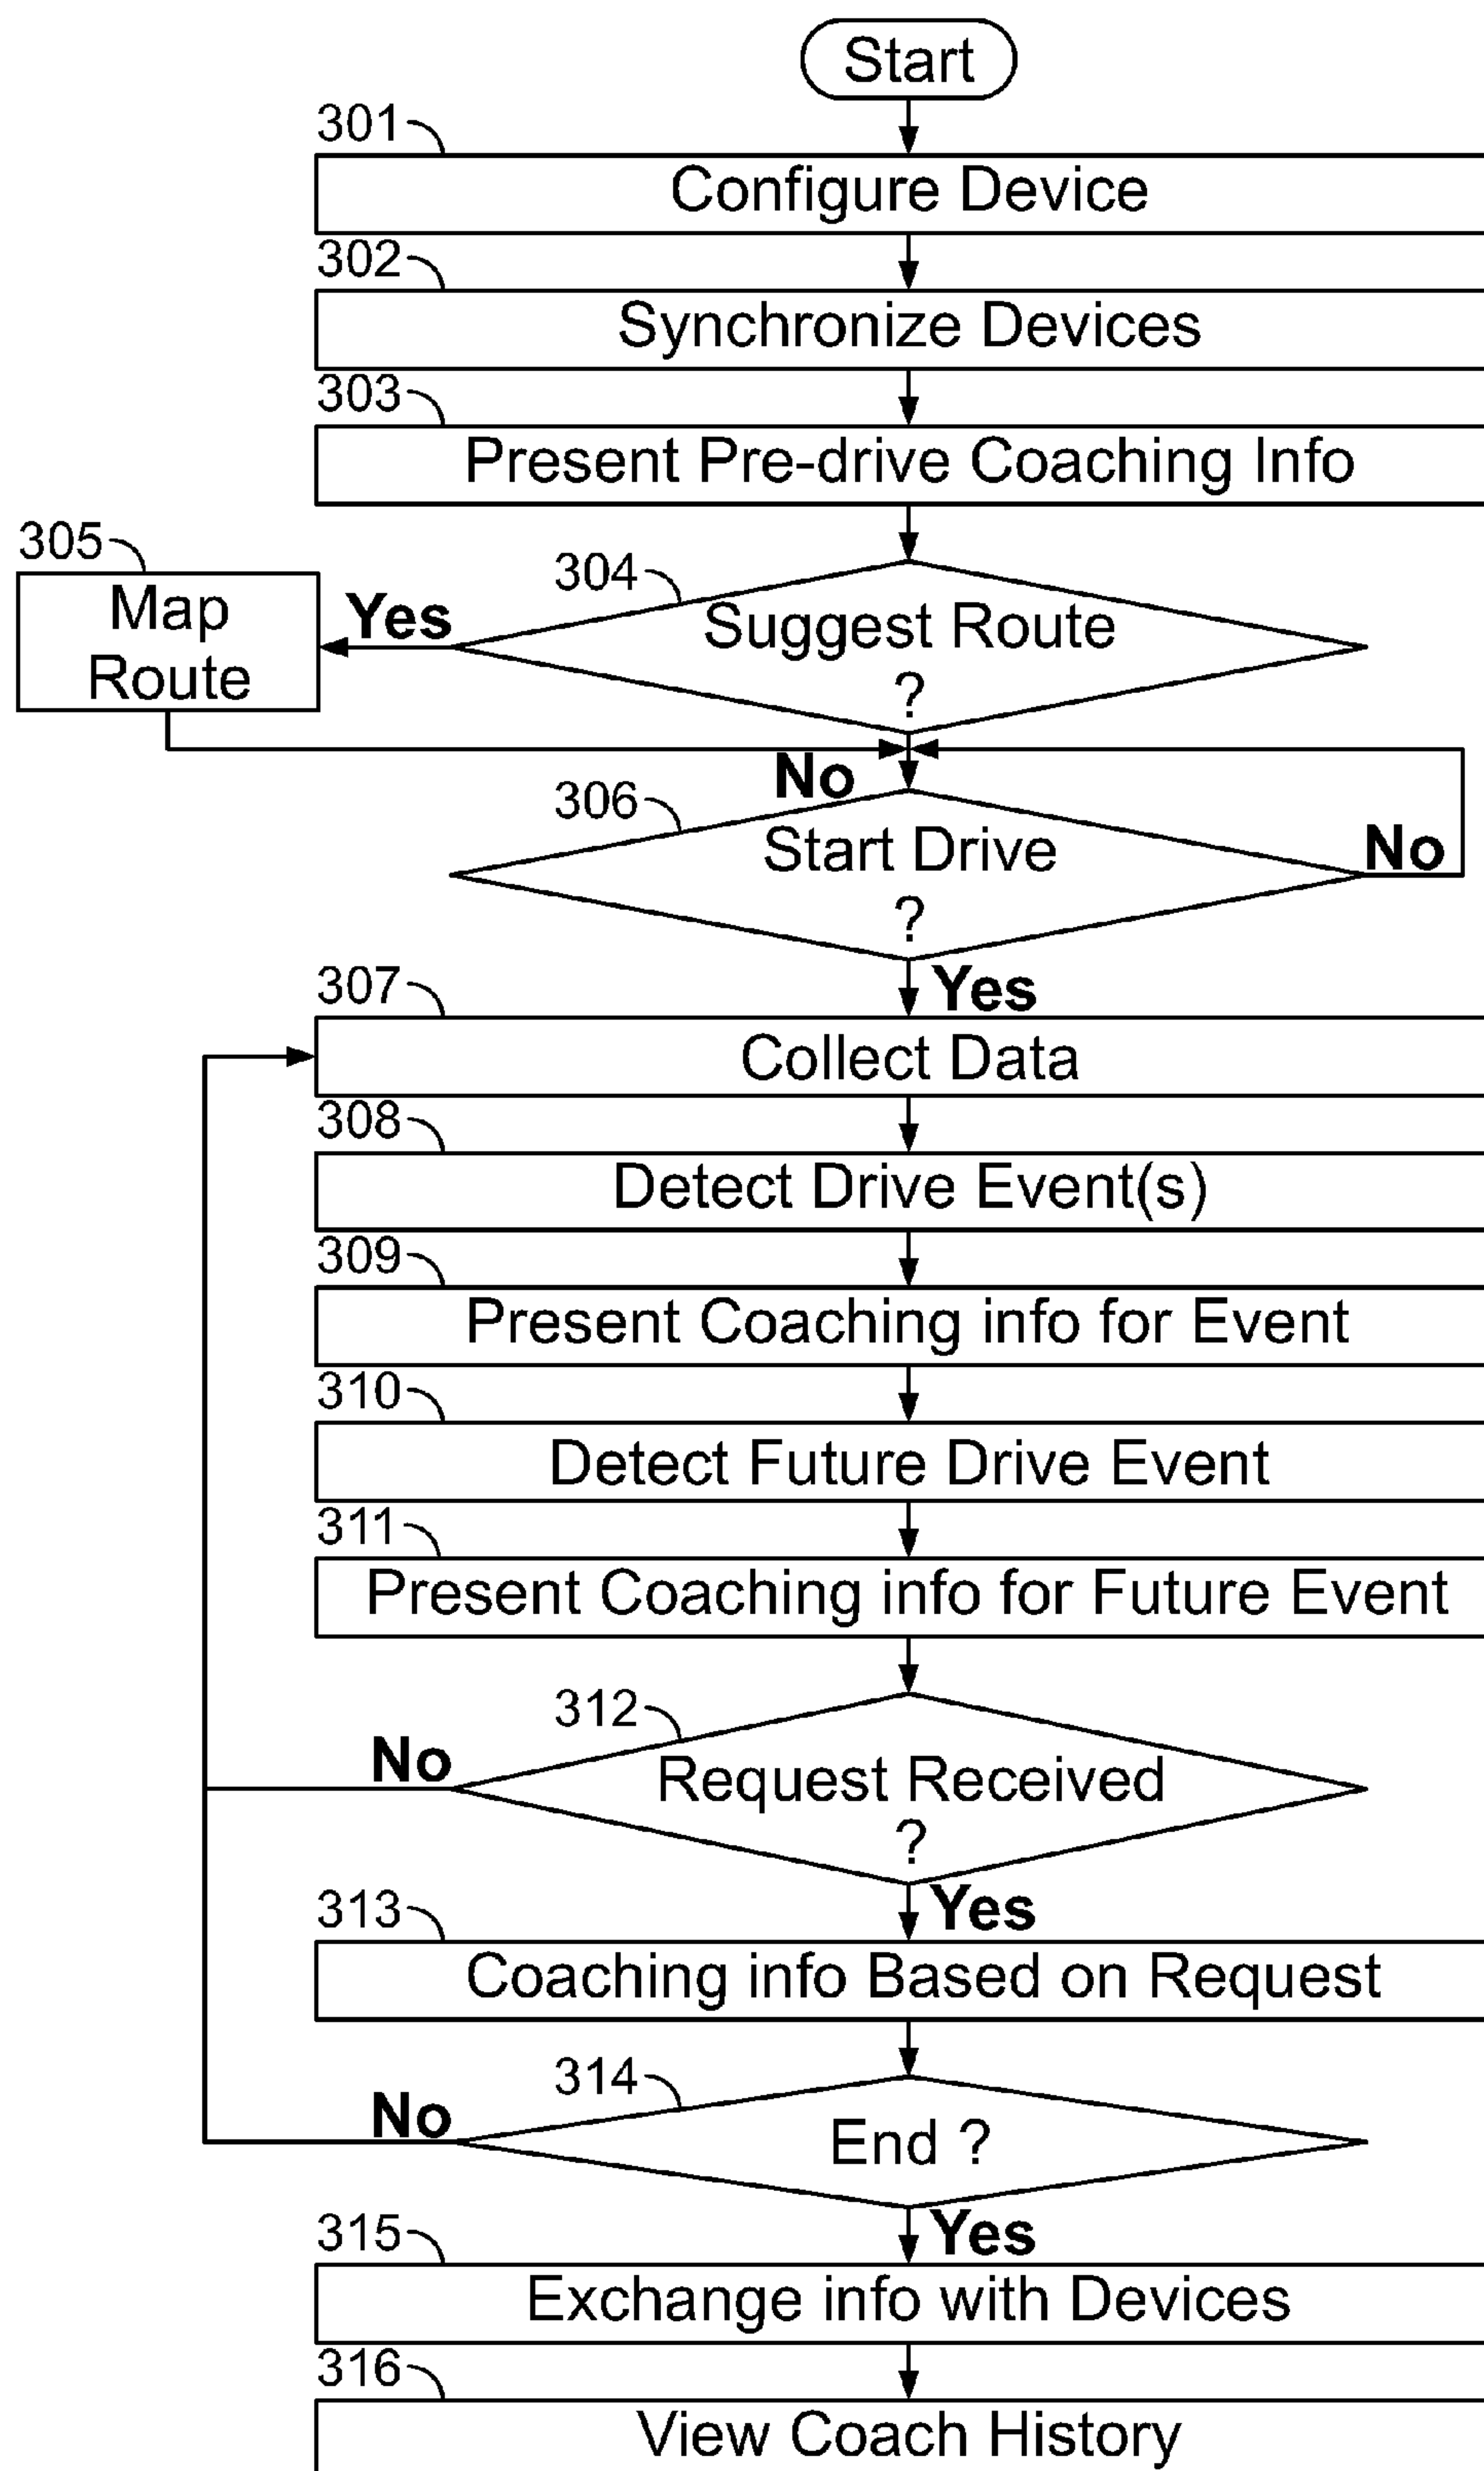 Start
301
Configure Device
302
Synchronize Devices
303
Present Pre-drive Coaching Info
305
Map
Route
Yes
304
Suggest Route
?
No
306
Start Drive
?
No
Yes
307
Collect Data
308
Detect Drive Event(s)
309
Present Coaching info for Event
310
Detect Future Drive Event
311
Present Coaching info for Future Event
312
No
Request Received
?
Yes
313
Coaching info Based on Request
314
No
End ?
Yes
315
Exchange info with Devices
316
View Coach History